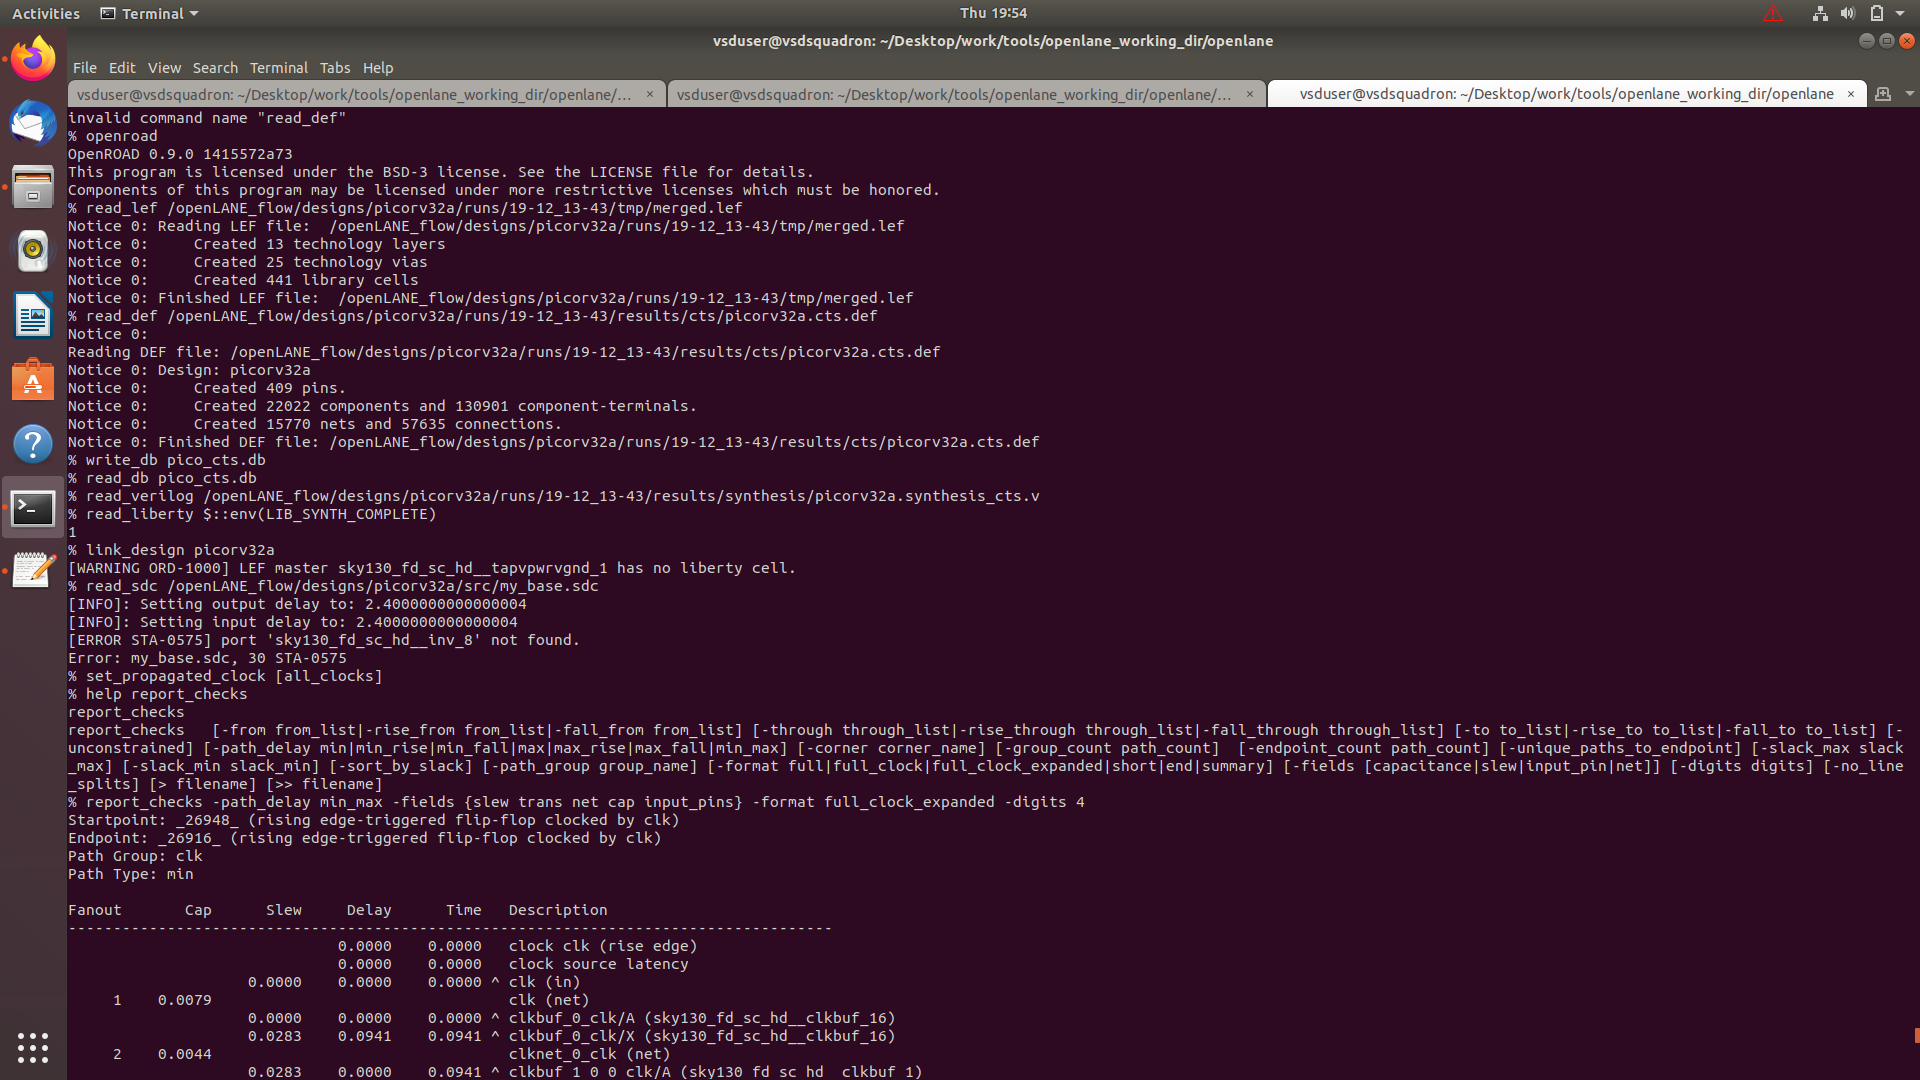 Activities
Terminal
Thu 19:54
vsduser@vsdsquadron: ~/Desktop/work/tools/openlane_working_dir/openlane
File Edit View Search Terminal Tabs Help
vsduser@vsdsquadron: ~/Desktop/work/tools/openlane_working_dir/openlane/... ×
vsduser@vsdsquadron: ~/Desktop/work/tools/openlane_working_dir/openlane/... ×
vsduser@vsdsquadron: ~/Desktop/work/tools/openlane_working_dir/openlane ×
invalid command name "read_def"
% openroad
OpenROAD 0.9.0 1415572a73
This program is licensed under the BSD-3 license. See the LICENSE file for details.
Components of this program may be licensed under more restrictive licenses which must be honored.
% read_lef /openLANE_flow/designs/picorv32a/runs/19-12_13-43/tmp/merged.lef
Notice 0: Reading LEF file:  /openLANE_flow/designs/picorv32a/runs/19-12_13-43/tmp/merged.lef
Notice 0:     Created 13 technology layers
Notice 0:     Created 25 technology vias
Notice 0:     Created 441 library cells
Notice 0: Finished LEF file:  /openLANE_flow/designs/picorv32a/runs/19-12_13-43/tmp/merged.lef
% read_def /openLANE_flow/designs/picorv32a/runs/19-12_13-43/results/cts/picorv32a.cts.def
Notice 0:
Reading DEF file: /openLANE_flow/designs/picorv32a/runs/19-12_13-43/results/cts/picorv32a.cts.def
Notice 0: Design: picorv32a
Notice 0:     Created 409 pins.
Notice 0:     Created 22022 components and 130901 component-terminals.
Notice 0:     Created 15770 nets and 57635 connections.
Notice 0: Finished DEF file: /openLANE_flow/designs/picorv32a/runs/19-12_13-43/results/cts/picorv32a.cts.def
% write_db pico_cts.db
% read_db pico_cts.db
% read_verilog /openLANE_flow/designs/picorv32a/runs/19-12_13-43/results/synthesis/picorv32a.synthesis_cts.v
% read_liberty $::env(LIB_SYNTH_COMPLETE)
1
% link_design picorv32a
[WARNING ORD-1000] LEF master sky130_fd_sc_hd__tapvpwrvgnd_1 has no liberty cell.
% read_sdc /openLANE_flow/designs/picorv32a/src/my_base.sdc
[INFO]: Setting output delay to: 2.4000000000000004
[INFO]: Setting input delay to: 2.4000000000000004
[ERROR STA-0575] port 'sky130_fd_sc_hd__inv_8' not found.
Error: my_base.sdc, 30 STA-0575
% set_propagated_clock [all_clocks]
% help report_checks
report_checks
report_checks   [-from from_list|-rise_from from_list|-fall_from from_list] [-through through_list|-rise_through through_list|-fall_through through_list] [-to to_list|-rise_to to_list|-fall_to to_list] [-
unconstrained] [-path_delay min|min_rise|min_fall|max|max_rise|max_fall|min_max] [-corner corner_name] [-group_count path_count]  [-endpoint_count path_count] [-unique_paths_to_endpoint] [-slack_max slack
_max] [-slack_min slack_min] [-sort_by_slack] [-path_group group_name] [-format full|full_clock|full_clock_expanded|short|end|summary] [-fields [capacitance|slew|input_pin|net]] [-digits digits] [-no_line
_splits] [> filename] [>> filename]
% report_checks -path_delay min_max -fields {slew trans net cap input_pins} -format full_clock_expanded -digits 4
Startpoint: _26948_ (rising edge-triggered flip-flop clocked by clk)
Endpoint: _26916_ (rising edge-triggered flip-flop clocked by clk)
Path Group: clk
Path Type: min
Fanout       Cap      Slew     Delay      Time   Description
-------------------------------------------------------------------------------------
0.0000    0.0000   clock clk (rise edge)
0.0000    0.0000   clock source latency
0.0000    0.0000    0.0000 ^ clk (in)
1    0.0079                                 clk (net)
0.0000    0.0000    0.0000 ^ clkbuf_0_clk/A (sky130_fd_sc_hd__clkbuf_16)
0.0283    0.0941    0.0941 ^ clkbuf_0_clk/X (sky130_fd_sc_hd__clkbuf_16)
2    0.0044                                 clknet_0_clk (net)
0.0283    0.0000    0.0941 ^ clkbuf_1_0_0_clk/A (sky130_fd_sc_hd__clkbuf_1)